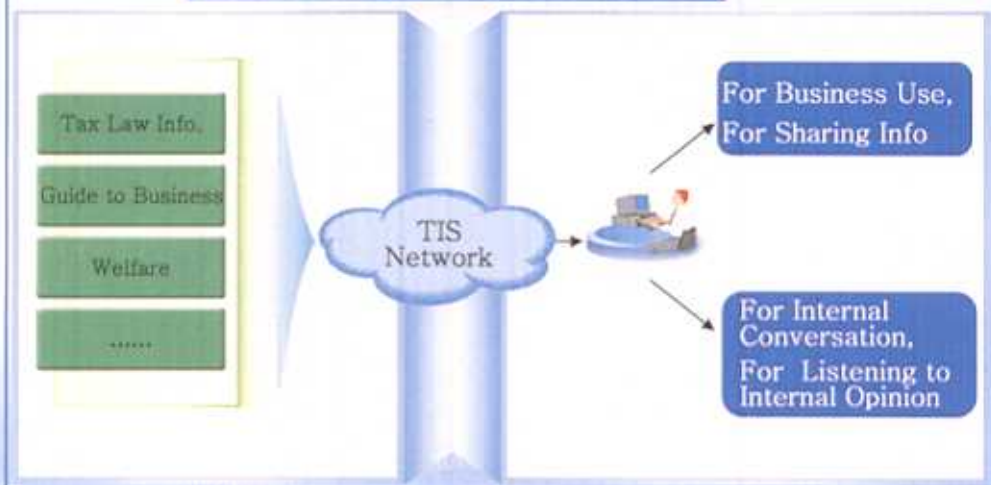 Tax Law Info,
Guide to Business
Welfare
......
TIS
Network
For Business Use,
For Sharing Info
For Internal
Conversation,
For Listening to
Internal Opinion